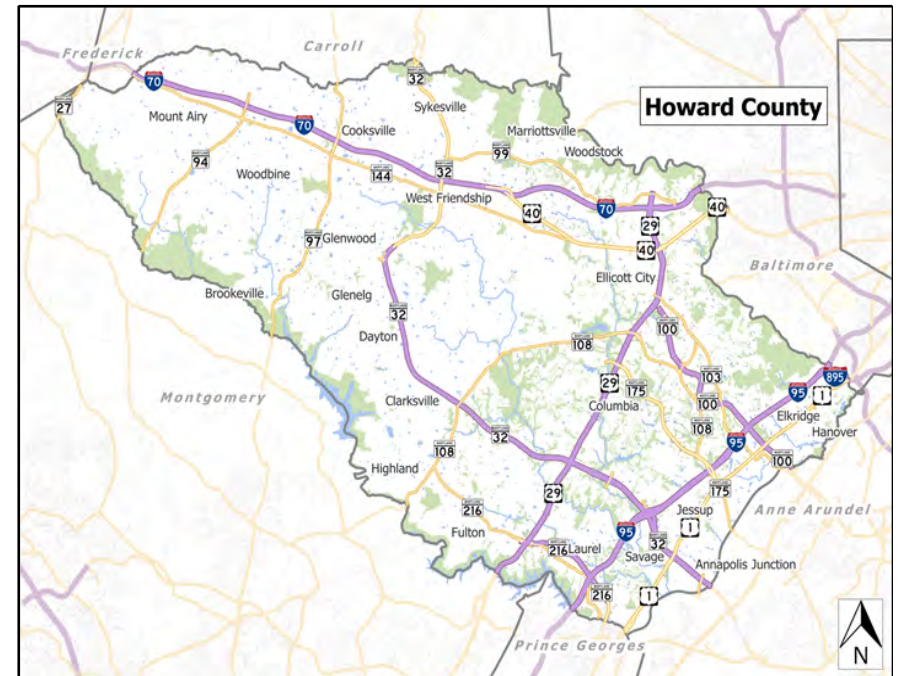 Frederick
Carroll
Howard County
70
27
Mount Airy
MARYLAND
32
Sykesville
70
Cooksville
Marriottsville
94
Woodbine
144
32
99
Woodstock
West Friendship
40
70
29
40
40
97
Glenwood
Ellicott City
Baltimore
Brookeville
Glenelg
32
Dayton
108
100
Montgomery
Clarksville
29
175
103
95
895
1
Columbia
100
Elkridge
108
32
108
95
Hanover
Highland
100
29
175
216
Jessup
Anne Arundel
Fulton
1
95
216
Laurel
Savage
32
Annapolis Junction
216
1
Prince Georges
N